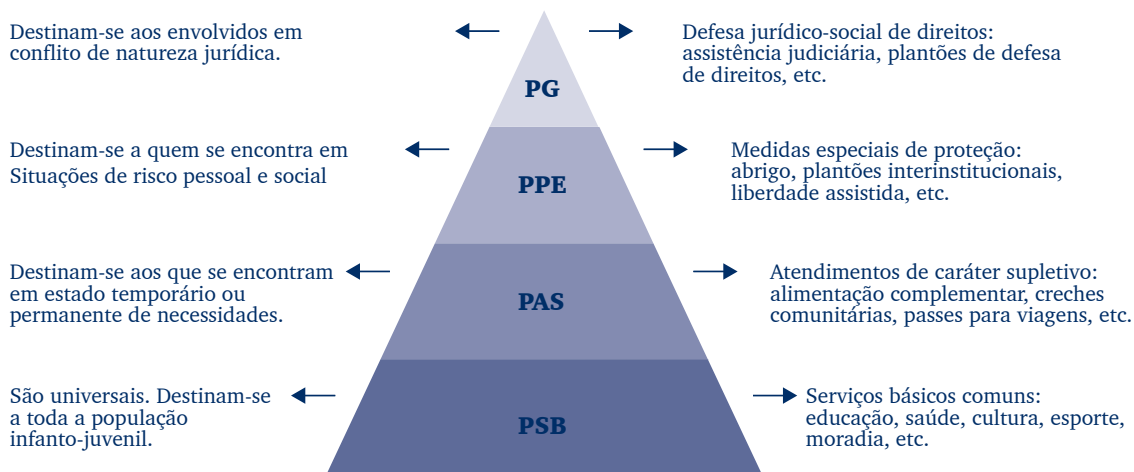 Destinam-se aos envolvidos em
conflito de natureza jurídica.
PG
Defesa jurídico-social de direitos:
assistência judiciária, plantões de defesa
de direitos, etc.
Destinam-se a quem se encontra em
Situações de risco pessoal e social
PPE
Medidas especiais de proteção:
abrigo, plantões interinstitucionais,
liberdade assistida, etc.
Destinam-se aos que se encontram
em estado temporário ou
permanente de necessidades.
PAS
Atendimentos de caráter supletivo:
alimentação complementar, creches
comunitárias, passes para viagens, etc.
São universais. Destinam-se
a toda a população
infanto-juvenil.
PSB
Serviços básicos comuns:
educação, saúde, cultura, esporte,
moradia, etc.